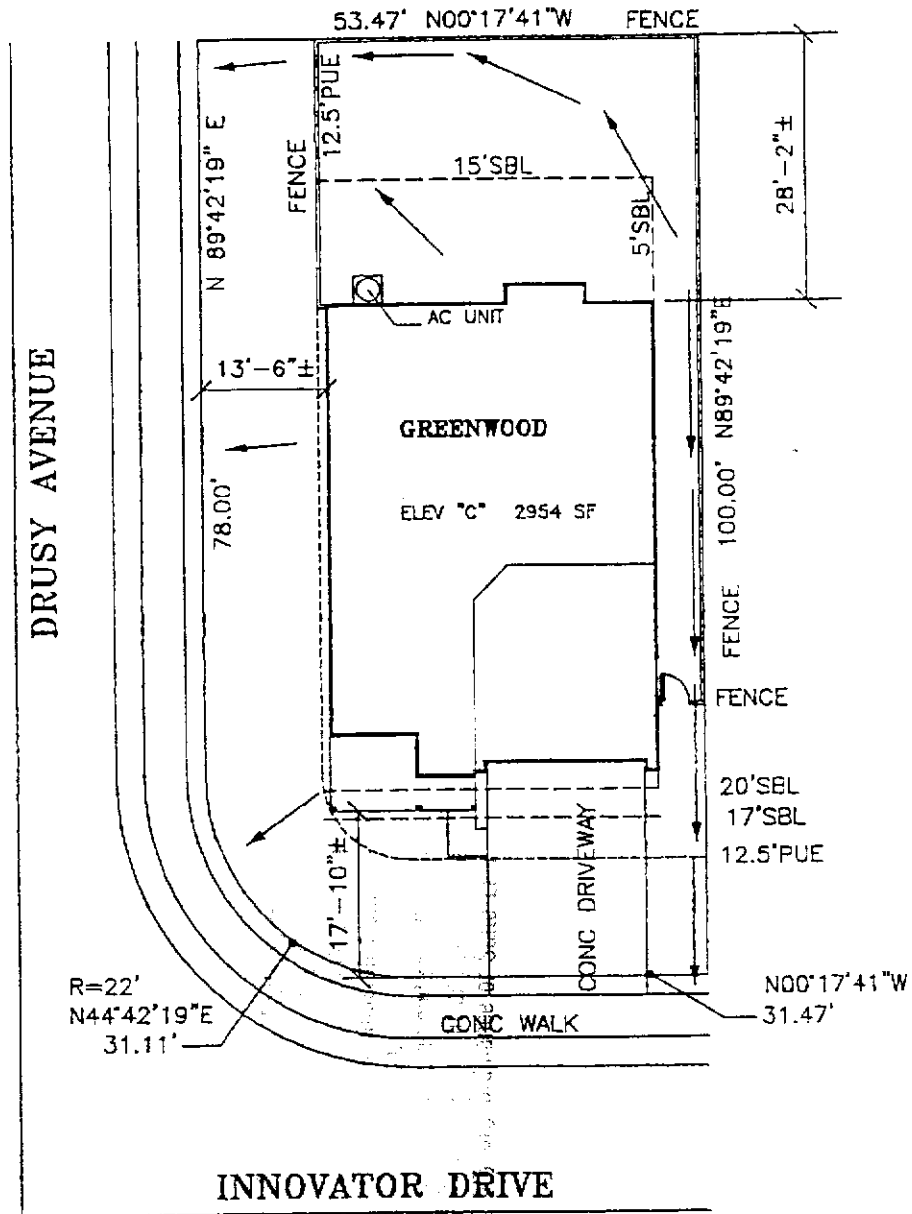 53.47' N00°17'41"W FENCE
12.5'PUE
N 89°42'19" E
FENCE
15'SBL
5'SBL
28'-2"±
AC UNIT
13'-6"±
N89°42'19"E
100.00'
GREENWOOD
ELEV "C" 2954 SF
DRUSY AVENUE
78.00'
FENCE
FENCE
20'SBL
17'SBL
12.5'PUE
17'-10"±
CONC DRIVEWAY
R=22'
N44°42'19"E
31.11'
N00°17'41"W
31.47'
CONC WALK
INNOVATOR DRIVE